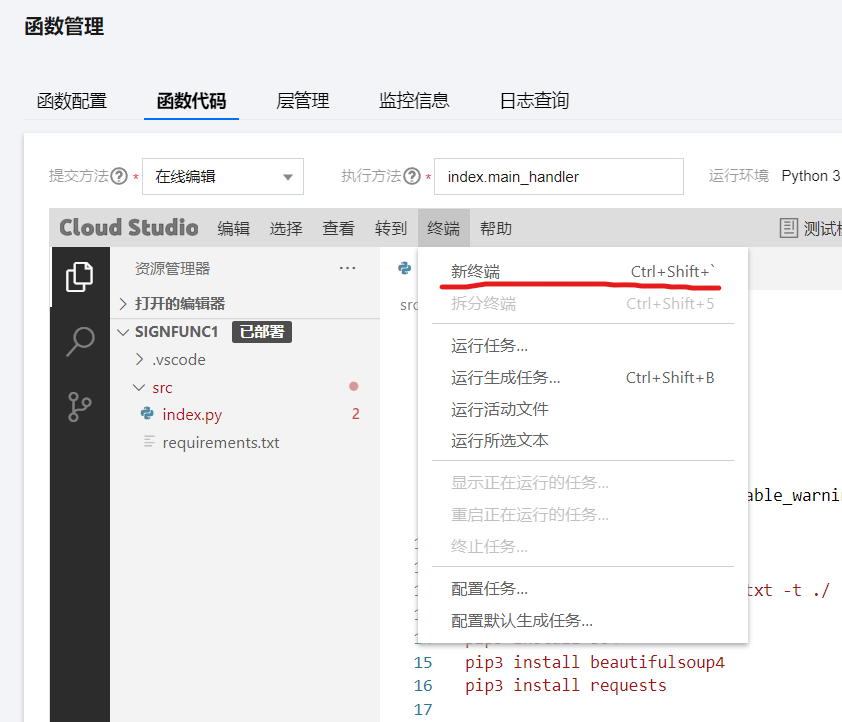 函数管理
函数配置 函数代码 层管理 监控信息 日志查询
提交方法 ? * 在线编辑 执行方法 ? * index.main_handler 运行环境 Python 3
Cloud Studio 编辑 选择 查看 转到 终端 帮助 测试
资源管理器 ···
新终端 Ctrl+Shift+`
打开的编辑器
src
拆分终端 Ctrl+Shift+5
SIGNFUNC1 已部署
运行任务...
.vscode
运行生成任务... Ctrl+Shift+B
src
运行活动文件
index.py 2
运行所选文本
requirements.txt
显示正在运行的任务...
able_warni
重启正在运行的任务...
终止任务...
配置任务...
txt -t ./
配置默认生成任务...
15 pip3 install beautifulsoup4
16 pip3 install requests
17